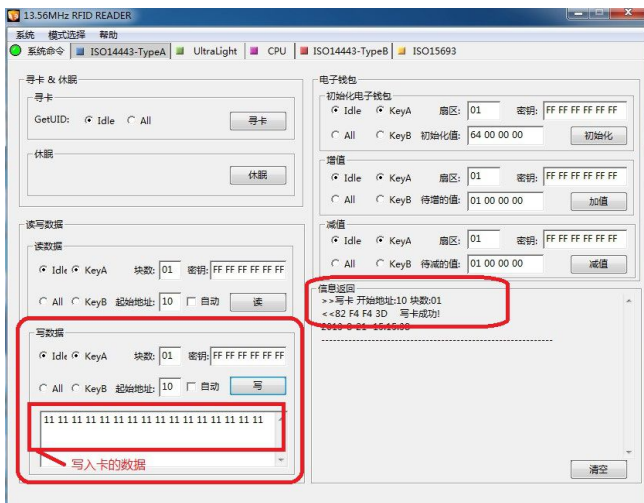 13.56MHz RFID READER
系统 模式选择 帮助
系统命令 ISO14443-TypeA UltraLight CPU ISO14443-TypeB ISO15693
寻卡 & 休眠
寻卡
GetUID: Idle All 寻卡
休眠
休眠
读写数据
读数据
Idle KeyA 块数: 01 密钥: FF FF FF FF FF FF
All KeyB 起始地址: 10 自动 读
写数据
Idle KeyA 块数: 01 密钥: FF FF FF FF FF FF
All KeyB 起始地址: 10 自动 写
11 11 11 11 11 11 11 11 11 11 11 11 11 11 11 11
写入卡的数据
电子钱包
初始化电子钱包
Idle KeyA 扇区: 01 密钥: FF FF FF FF FF FF
All KeyB 初始化值: 64 00 00 00 初始化
增值
Idle KeyA 扇区: 01 密钥: FF FF FF FF FF FF
All KeyB 待增的值: 01 00 00 00 加值
减值
Idle KeyA 扇区: 01 密钥: FF FF FF FF FF FF
All KeyB 待减的值: 01 00 00 00 减值
信息返回
>>写卡 开始地址:10 块数:01
<<82 F4 F4 3D 写卡成功!
清空